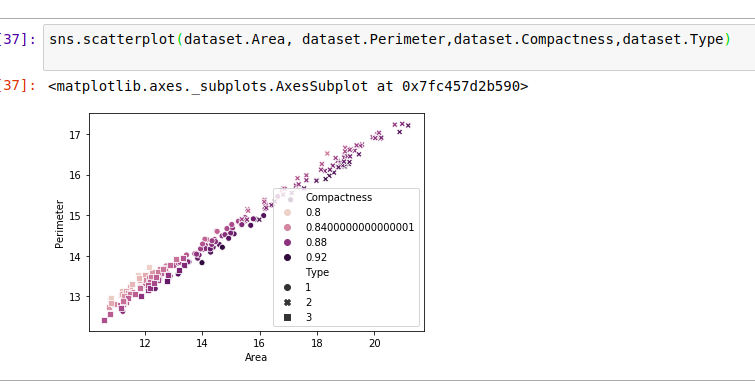 [37]: sns.scatterplot(dataset.Area, dataset.Perimeter,dataset.Compactness,dataset.Type)
[37]: <matplotlib.axes._subplots.AxesSubplot at 0x7fc457d2b590>
17
16
15
14
13
Perimeter
Compactness
0.8
0.8400000000000001
0.88
0.92
Type
1
2
3
12 14 16 18 20
Area